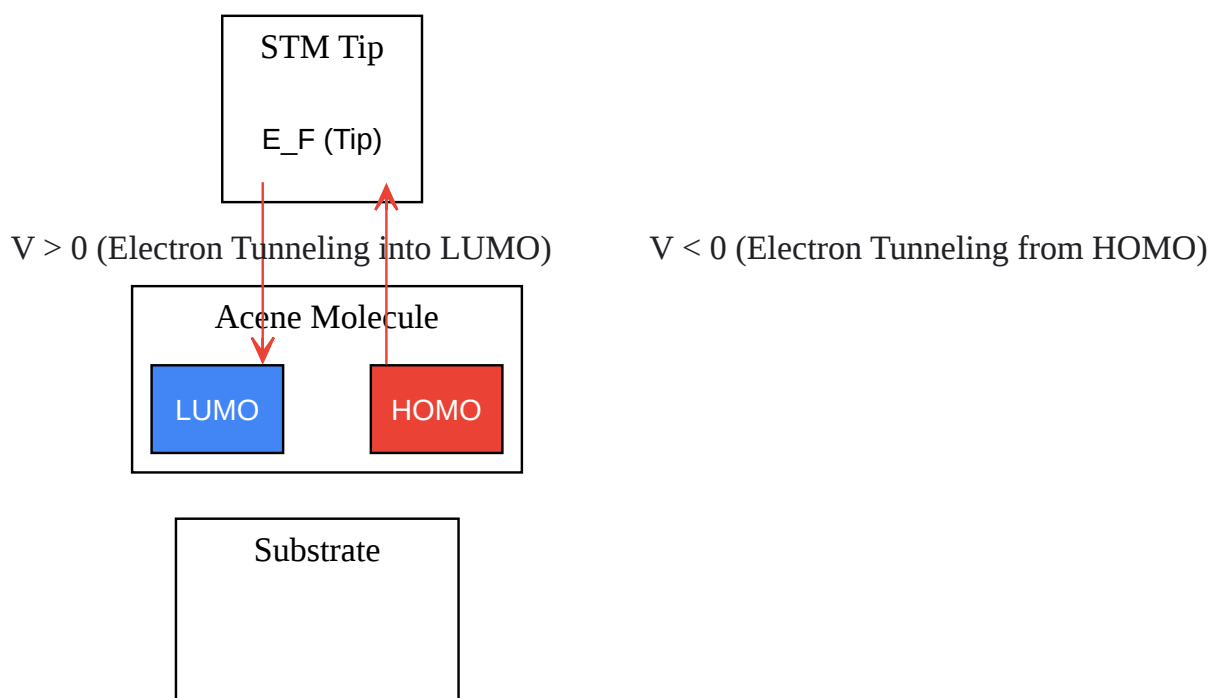 STM Tip
E_F (Tip)
V > 0 (Electron Tunneling into LUMO)
V < 0 (Electron Tunneling from HOMO)
Acene Molecule
LUMO
HOMO
Substrate